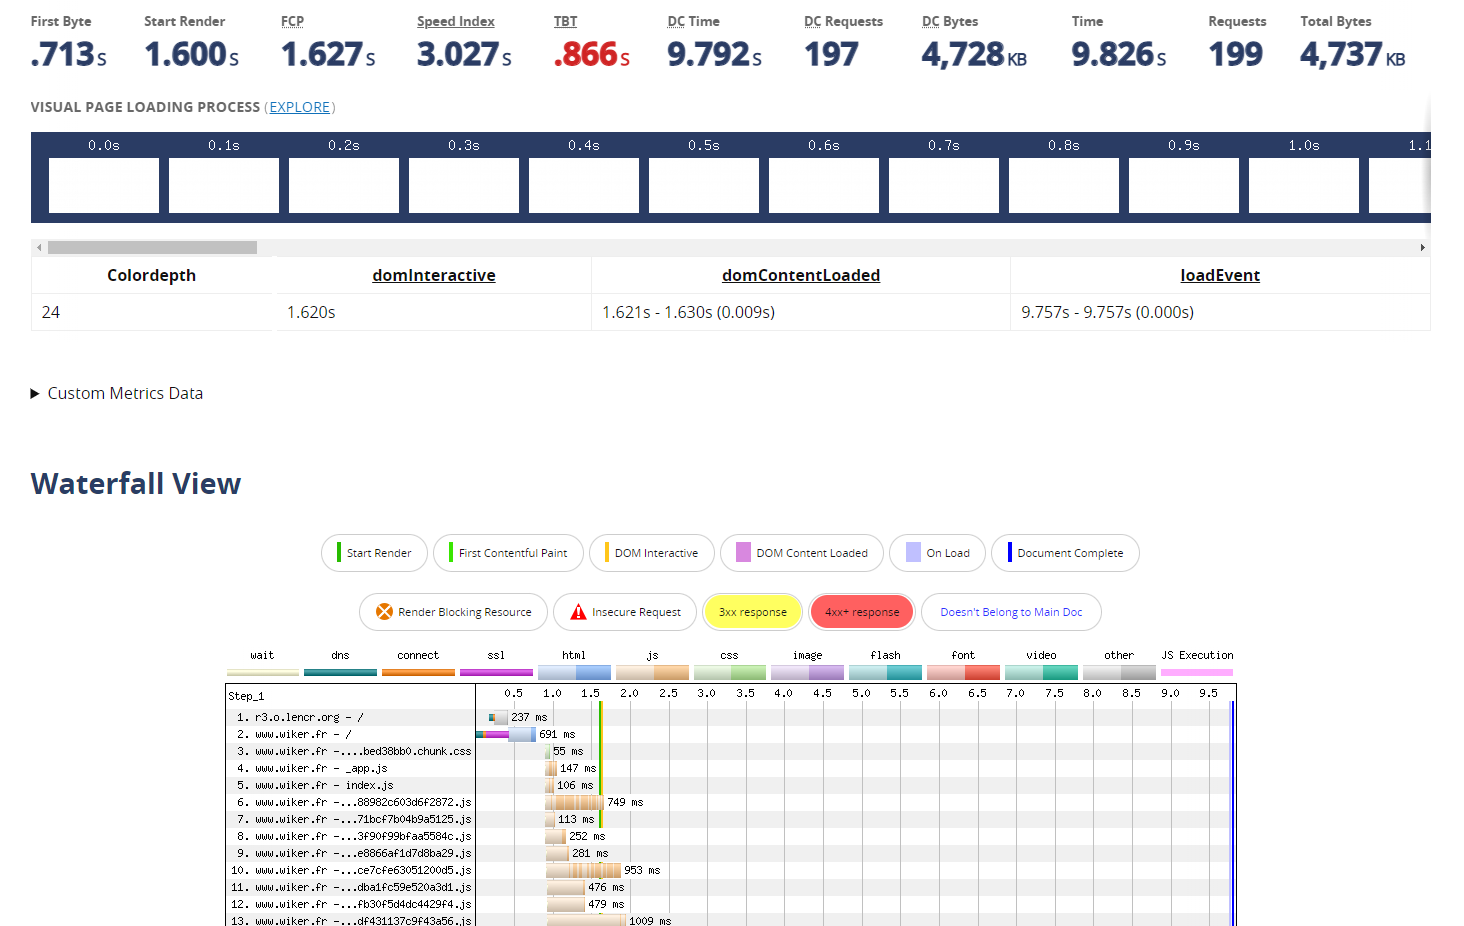 First Byte Start Render FCP Speed Index TBT DC Time DC Requests DC Bytes Time Requests Total Bytes
.713s 1.600s 1.627s 3.027s .866s 9.792s 197 4,728KB 9.826s 199 4,737KB
VISUAL PAGE LOADING PROCESS (EXPLORE)
0.0s 0.1s 0.2s 0.3s 0.4s 0.5s 0.6s 0.7s 0.8s 0.9s 1.0s 1.1
Colordepth domInteractive domContentLoaded loadEvent
24 1.620s 1.621s - 1.630s (0.009s) 9.757s - 9.757s (0.000s)
Custom Metrics Data
Waterfall View
Start Render First Contentful Paint DOM Interactive DOM Content Loaded On Load Document Complete
Render Blocking Resource Insecure Request 3xx response 4xx+ response Doesn't Belong to Main Doc
wait dns connect ssl html js css image flash font video other JS Execution
Step_1 0.5 1.0 1.5 2.0 2.5 3.0 3.5 4.0 4.5 5.0 5.5 6.0 6.5 7.0 7.5 8.0 8.5 9.0 9.5
1. r3.o.lencr.org - / 237 ms
2. www.wiker.fr - / 691 ms
3. www.wiker.fr -....bed38bb0.chunk.css 55 ms
4. www.wiker.fr - _app.js 147 ms
5. www.wiker.fr - index.js 106 ms
6. www.wiker.fr -...88982c603d6f2872.js 749 ms
7. www.wiker.fr -...71bcf7b04b9a5125.js 113 ms
8. www.wiker.fr -...3f90f99bfaa5584c.js 252 ms
9. www.wiker.fr -...e8866af1d7d8ba29.js 281 ms
10. www.wiker.fr -...ce7cfe63051200d5.js 953 ms
11. www.wiker.fr -...dba1fc59e520a3d1.js 476 ms
12. www.wiker.fr -...fb30f5d4dc4429f4.js 479 ms
13. www.wiker.fr -...df431137c9f43a56.js 1009 ms